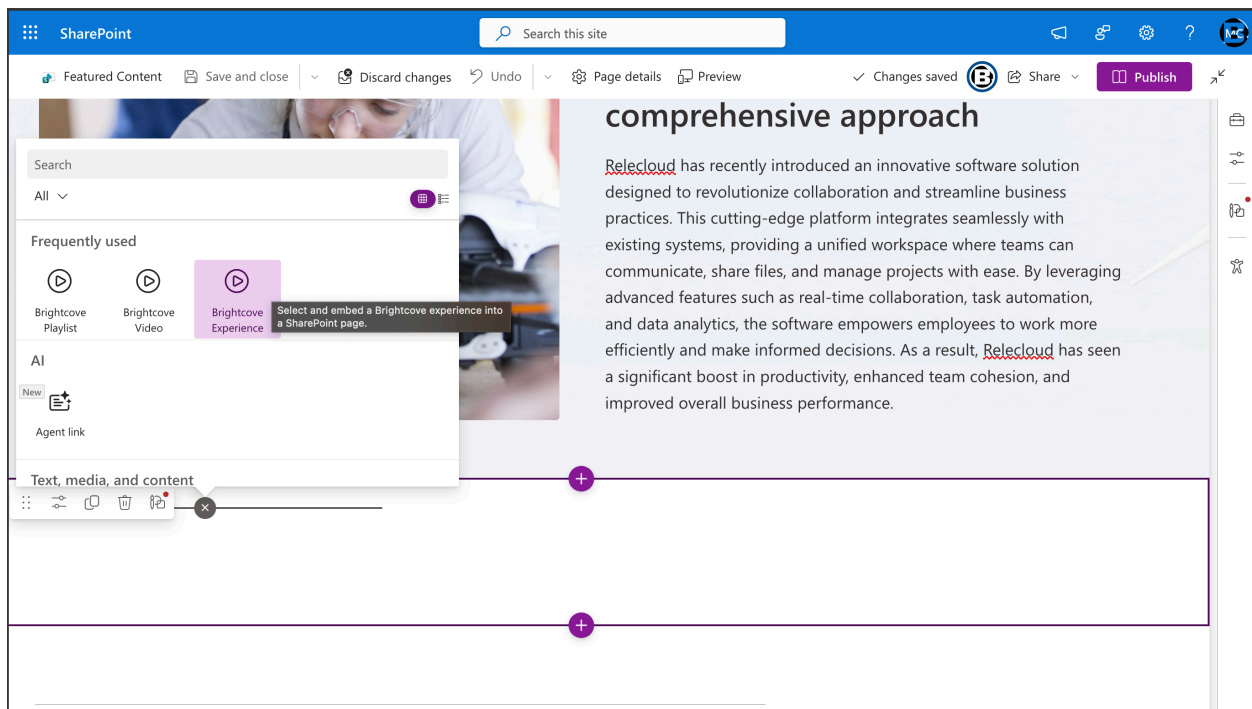 SharePoint
Search this site
MC
Featured Content
Save and close
Discard changes
Undo
Page details
Preview
Changes saved
B
Share
Publish
comprehensive approach
Relecloud has recently introduced an innovative software solution
designed to revolutionize collaboration and streamline business
practices. This cutting-edge platform integrates seamlessly with
existing systems, providing a unified workspace where teams can
communicate, share files, and manage projects with ease. By leveraging
advanced features such as real-time collaboration, task automation,
and data analytics, the software empowers employees to work more
efficiently and make informed decisions. As a result, Relecloud has seen
a significant boost in productivity, enhanced team cohesion, and
improved overall business performance.
Search
All
Frequently used
Brightcove
Playlist
Brightcove
Video
Brightcove
Experience
Select and embed a Brightcove experience into
a SharePoint page.
AI
New
Agent link
Text, media, and content